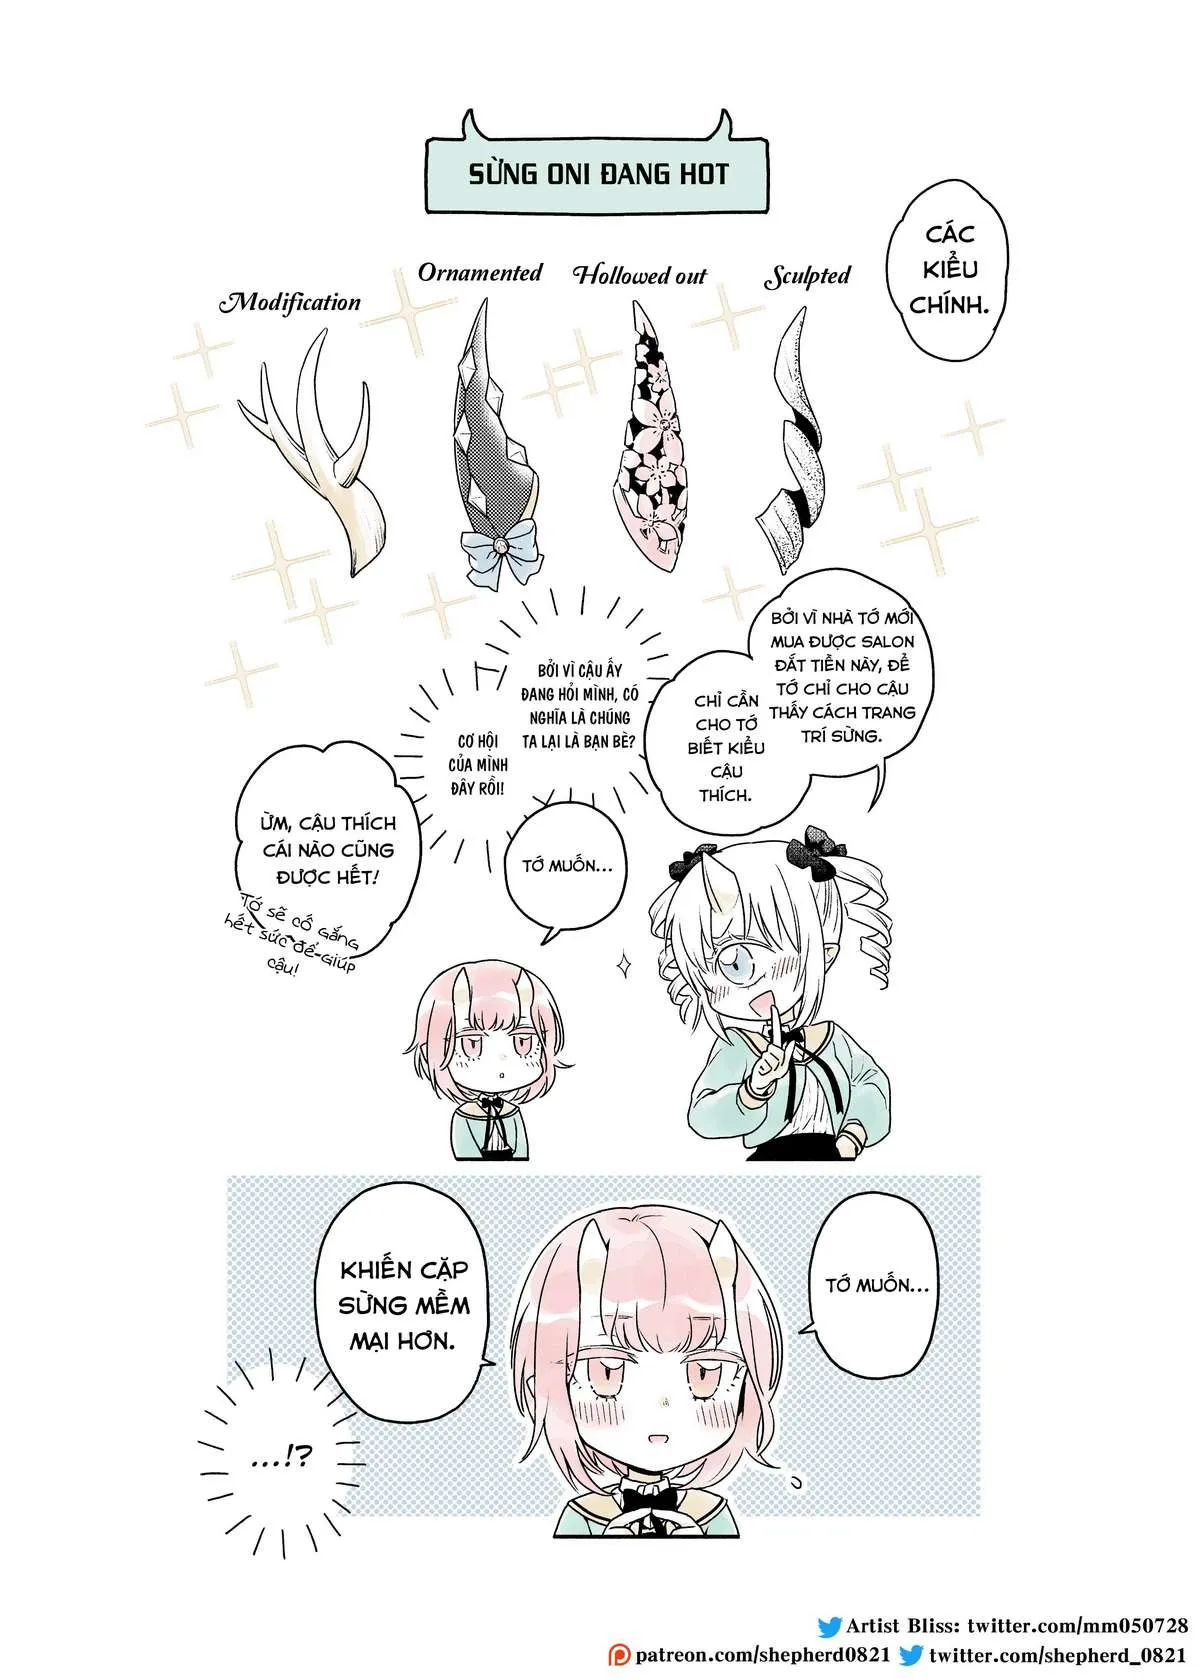 SỪNG ONI ĐANG HOT
CÁC
KIỂU
CHÍNH.
Modification
Ornamented
Hollowed out
Sculpted
BỞI VÌ NHÀ TỚ MỚI
MUA ĐƯỢC SALON
ĐẮT TIỀN NÀY, ĐỂ
TỚ CHỈ CHO CẬU
THẤY CÁCH TRANG
TRÍ SỪNG.
CHỈ CẦN
CHO TỚ
BIẾT KIỂU
CẬU
THÍCH.
BỞI VÌ CẬU ẤY
ĐANG HỎI MÌNH, CÓ
NGHĨA LÀ CHÚNG
TA LẠI LÀ BẠN BÈ?
CƠ HỘI
CỦA MÌNH
ĐÂY RỒI!
TỚ MUỐN...
ỪM, CẬU THÍCH
CÁI NÀO CŨNG
ĐƯỢC HẾT!
Tớ sẽ cố gắng
hết sức để giúp
cậu!
TỚ MUỐN...
KHIẾN CẶP
SỪNG MỀM
MẠI HƠN.
...!?
Artist Bliss: twitter.com/mm050728
patreon.com/shepherd0821 twitter.com/shepherd_0821